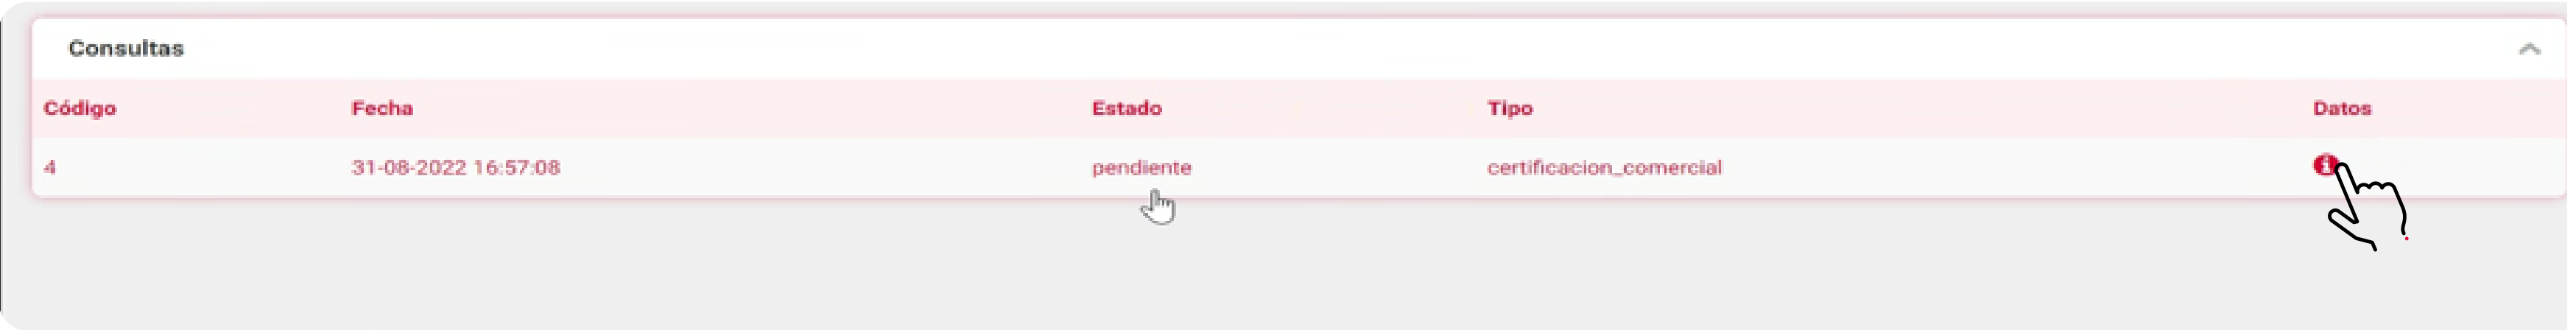 Consultas
Código Fecha Estado Tipo Datos
4 31-08-2022 16:57:08 pendiente certificacion_comercial